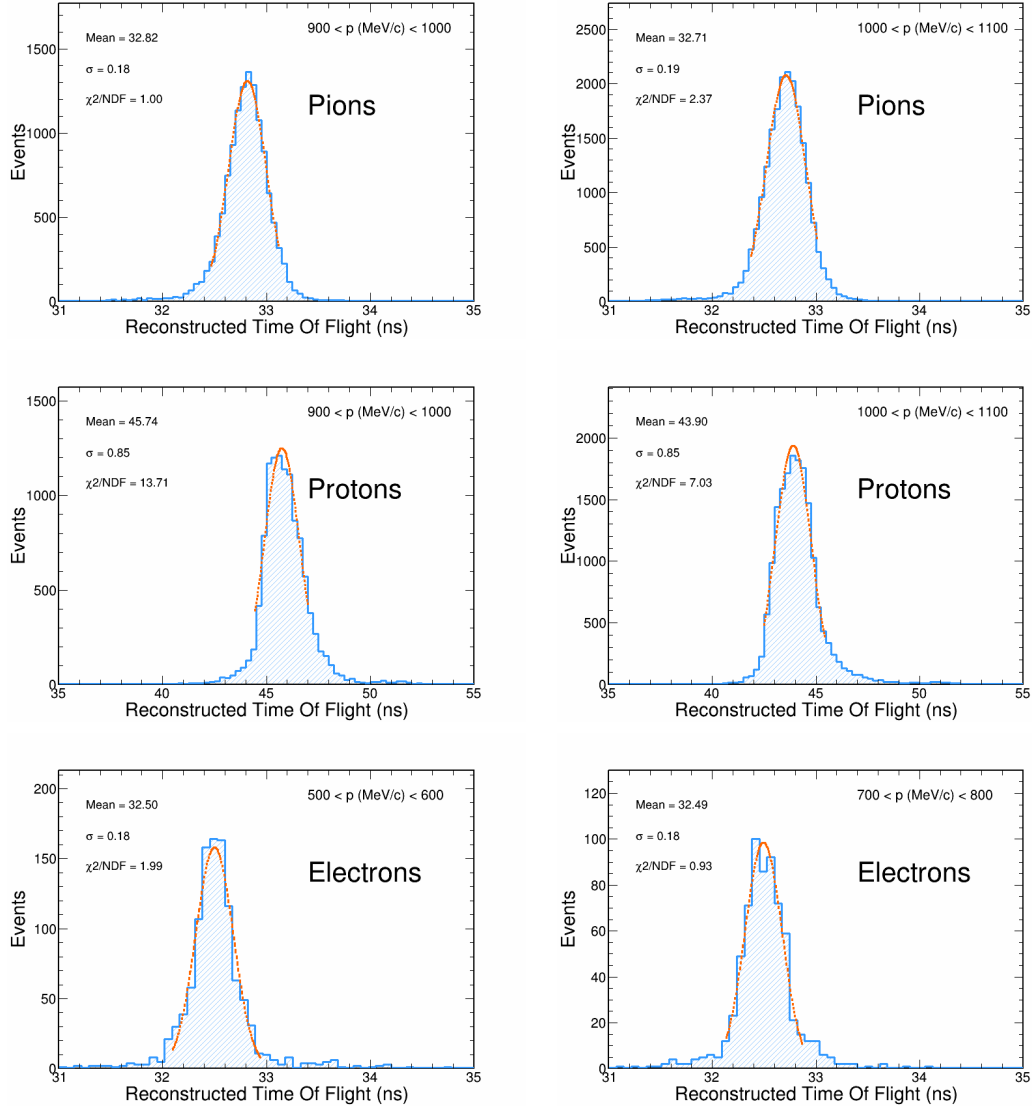 Mean = 32.82
900 < p (MeV/c) < 1000
σ = 0.18
χ2/NDF = 1.00
Pions
Events
1500
1000
500
0
31 32 33 34 35
Reconstructed Time Of Flight (ns)
Mean = 32.71
1000 < p (MeV/c) < 1100
σ = 0.19
χ2/NDF = 2.37
Pions
Events
2500
2000
1500
1000
500
0
31 32 33 34 35
Reconstructed Time Of Flight (ns)
Mean = 45.74
900 < p (MeV/c) < 1000
σ = 0.85
χ2/NDF = 13.71
Protons
Events
1500
1000
500
0
35 40 45 50 55
Reconstructed Time Of Flight (ns)
Mean = 43.90
1000 < p (MeV/c) < 1100
σ = 0.85
χ2/NDF = 7.03
Protons
Events
2000
1500
1000
500
0
35 40 45 50 55
Reconstructed Time Of Flight (ns)
Mean = 32.50
500 < p (MeV/c) < 600
σ = 0.18
χ2/NDF = 1.99
Electrons
Events
200
150
100
50
0
31 32 33 34 35
Reconstructed Time Of Flight (ns)
Mean = 32.49
700 < p (MeV/c) < 800
σ = 0.18
χ2/NDF = 0.93
Electrons
Events
120
100
80
60
40
20
0
31 32 33 34 35
Reconstructed Time Of Flight (ns)